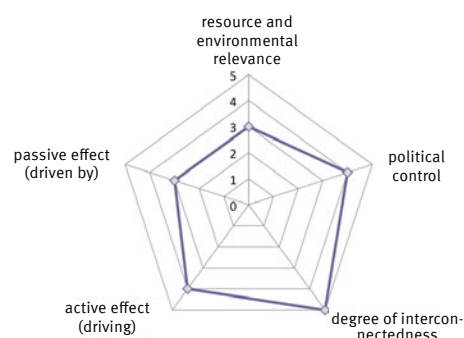 resource and
environmental
relevance
5
4
3
2
1
0
passive effect
(driven by)
political
control
active effect
(driving)
degree of intercon-
nectedness